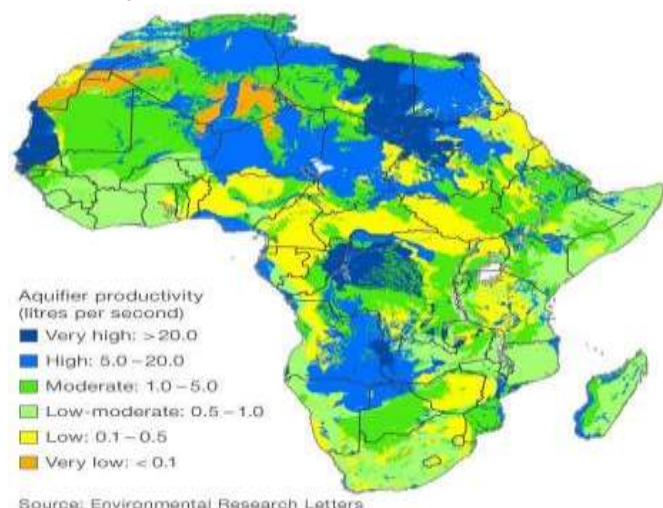 Aquifier productivity
(litres per second)
Very high: >20.0
High: 5.0–20.0
Moderate: 1.0–5.0
Low-moderate: 0.5–1.0
Low: 0.1–0.5
Very low: <0.1
Source: Environmental Research Letters